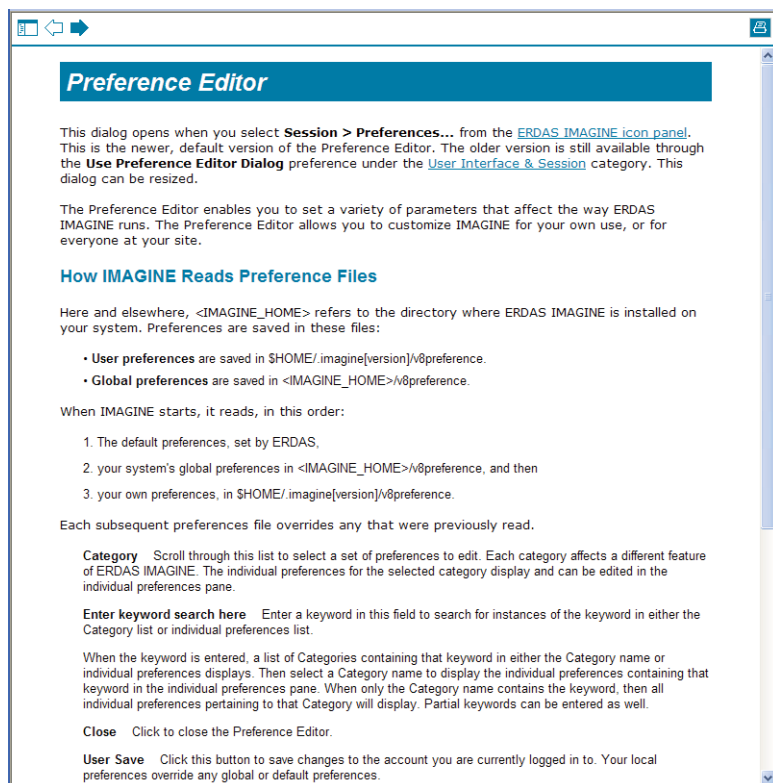 Preference Editor
This dialog opens when you select Session > Preferences... from the ERDAS IMAGINE icon panel.
This is the newer, default version of the Preference Editor. The older version is still available through
the Use Preference Editor Dialog preference under the User Interface & Session category. This
dialog can be resized.
The Preference Editor enables you to set a variety of parameters that affect the way ERDAS
IMAGINE runs. The Preference Editor allows you to customize IMAGINE for your own use, or for
everyone at your site.
How IMAGINE Reads Preference Files
Here and elsewhere, <IMAGINE_HOME> refers to the directory where ERDAS IMAGINE is installed on
your system. Preferences are saved in these files:
• User preferences are saved in $HOME/.imagine[version]/v8preference.
• Global preferences are saved in <IMAGINE_HOME>/v8preference.
When IMAGINE starts, it reads, in this order:
1. The default preferences, set by ERDAS,
2. your system's global preferences in <IMAGINE_HOME>/v8preference, and then
3. your own preferences, in $HOME/.imagine[version]/v8preference.
Each subsequent preferences file overrides any that were previously read.
Category Scroll through this list to select a set of preferences to edit. Each category affects a different feature
of ERDAS IMAGINE. The individual preferences for the selected category display and can be edited in the
individual preferences pane.
Enter keyword search here Enter a keyword in this field to search for instances of the keyword in either the
Category list or individual preferences list.
When the keyword is entered, a list of Categories containing that keyword in either the Category name or
individual preferences displays. Then select a Category name to display the individual preferences containing that
keyword in the individual preferences pane. When only the Category name contains the keyword, then all
individual preferences pertaining to that Category will display. Partial keywords can be entered as well.
Close Click to close the Preference Editor.
User Save Click this button to save changes to the account you are currently logged in to. Your local
preferences override any global or default preferences.